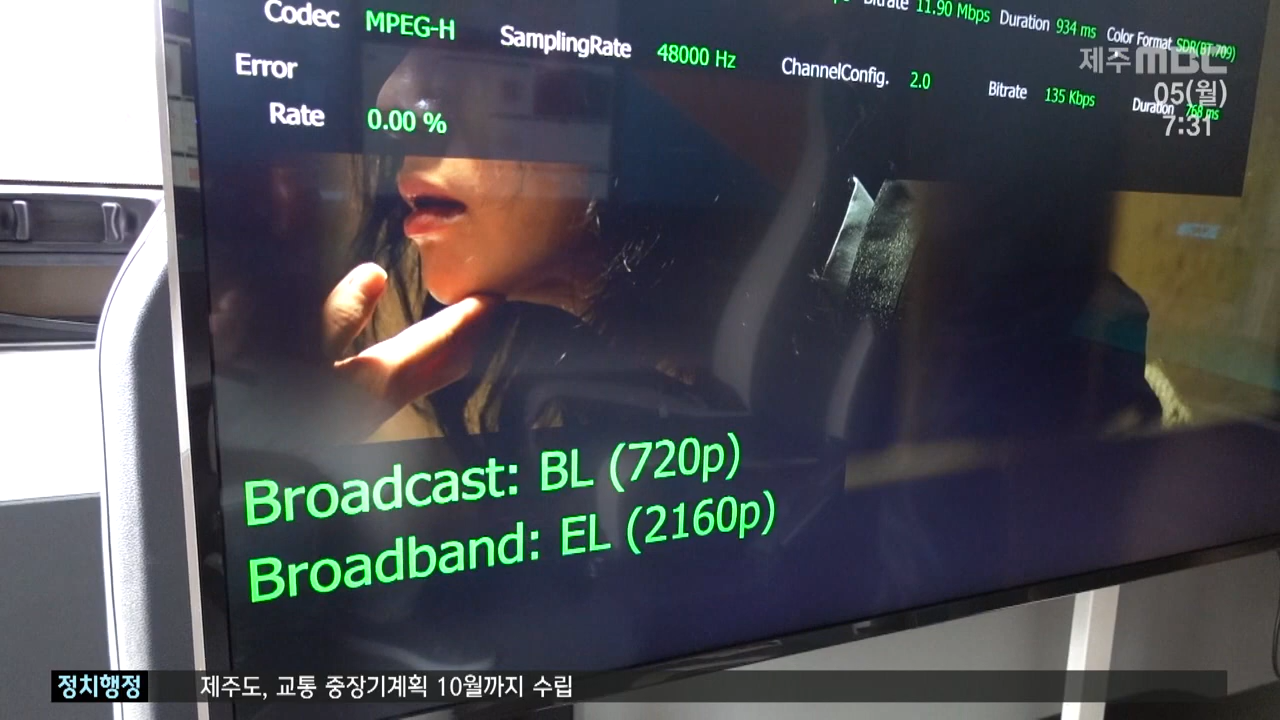 Bitrate 11.90 Mbps Duration 934 ms Color Format SDR(BT.709)
Codec MPEG-H SamplingRate 48000 Hz ChannelConfig. 2.0 Bitrate 135 Kbps Duration 768 ms
Error
Rate 0.00 %
제주MBC
05(월)
7:31
Broadcast: BL (720p)
Broadband: EL (2160p)
정치행정 제주도, 교통 중장기계획 10월까지 수립